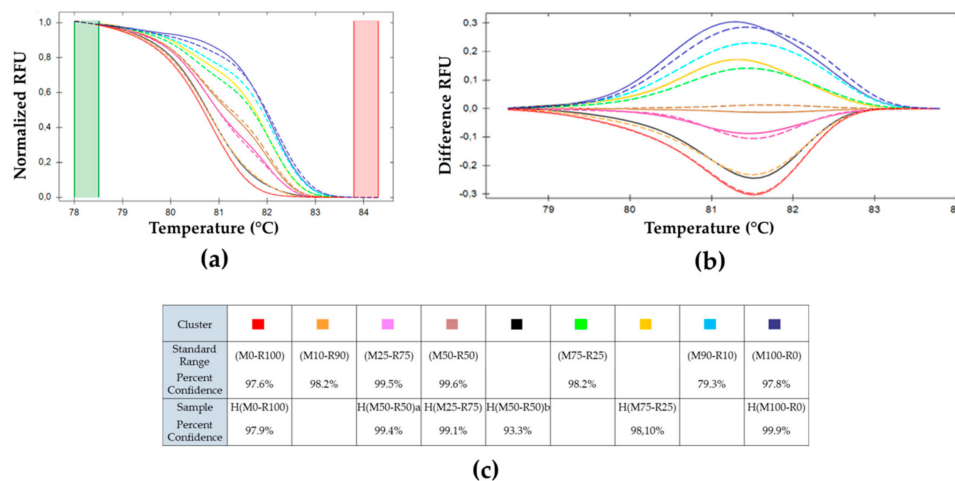 1,0
0,8
0,6
0,4
0,2
0,0
Normalized RFU
78 79 80 81 82 83 84
Temperature (°C)
(a)
0,3
0,2
0,1
0,0
-0,1
-0,2
-0,3
Difference RFU
79 80 81 82 83
Temperature (°C)
(b)
Cluster
Standard Range (M0-R100) (M10-R90) (M25-R75) (M50-R50) (M75-R25) (M90-R10) (M100-R0)
Percent Confidence 97.6% 98.2% 99.5% 99.6% 98.2% 79.3% 97.8%
Sample H(M0-R100) H(M50-R50)a H(M25-R75) H(M50-R50)b H(M75-R25) H(M100-R0)
Percent Confidence 97.9% 99.4% 99.1% 93.3% 98,10% 99.9%
(c)